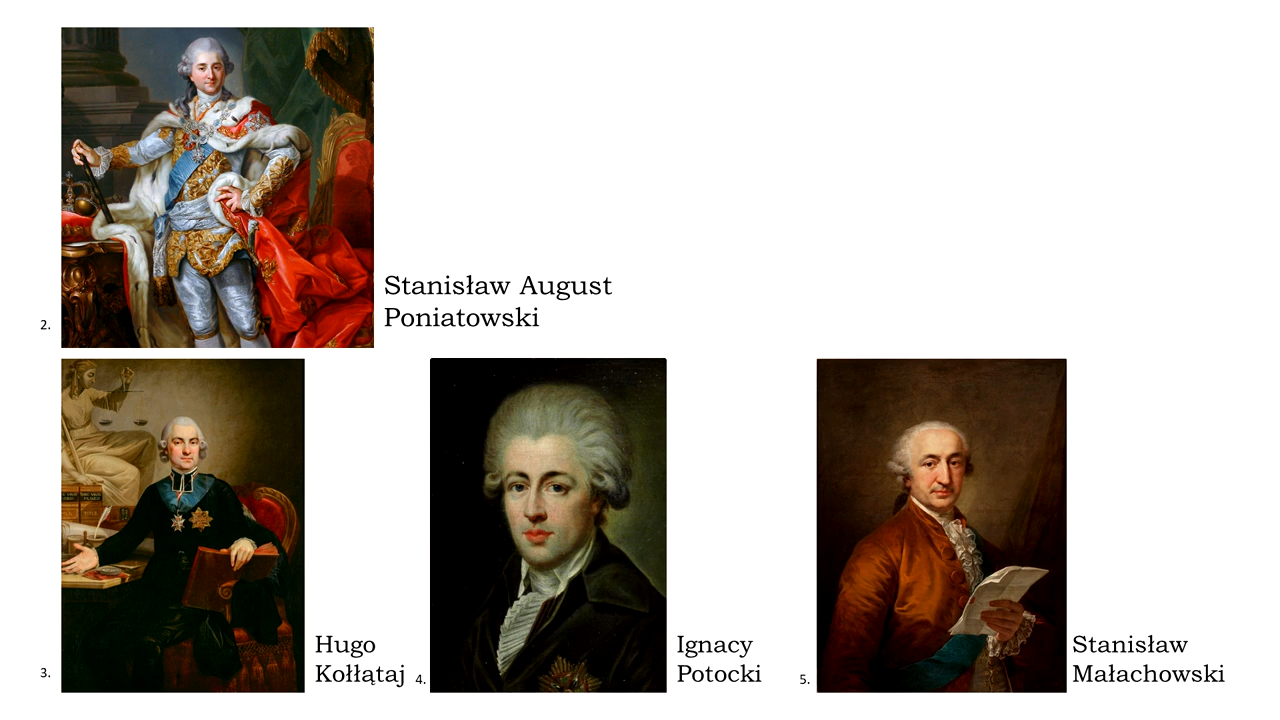 Stanisław August
Poniatowski
2.
Hugo
Kołłątaj
3.
Ignacy
Potocki
4.
Stanisław
Małachowski
5.